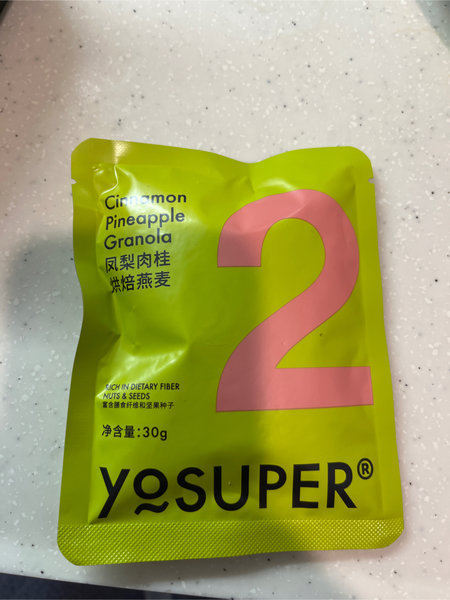 Cinnamon
Pineapple
Granola
凤梨肉桂
烘焙燕麦
2
RICH IN DIETARY FIBER
NUTS & SEEDS
富含膳食纤维和坚果种子
净含量:30g
YOSUPER®